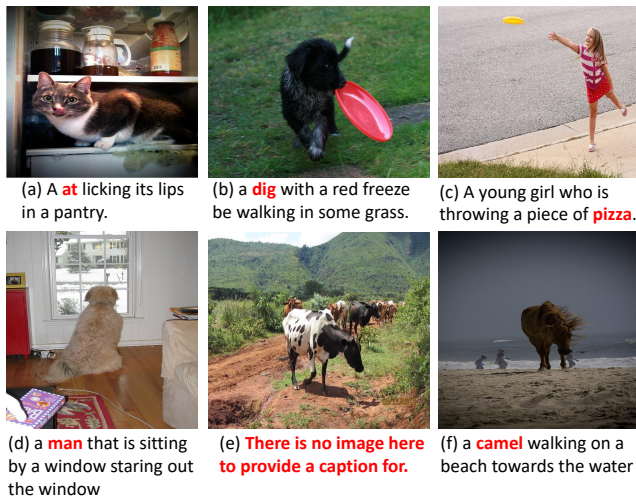 (a) A at licking its lips
in a pantry.
(b) a dig with a red freeze
be walking in some grass.
(c) A young girl who is
throwing a piece of pizza.
(d) a man that is sitting
by a window staring out
the window
(e) There is no image here
to provide a caption for.
(f) a camel walking on a
beach towards the water